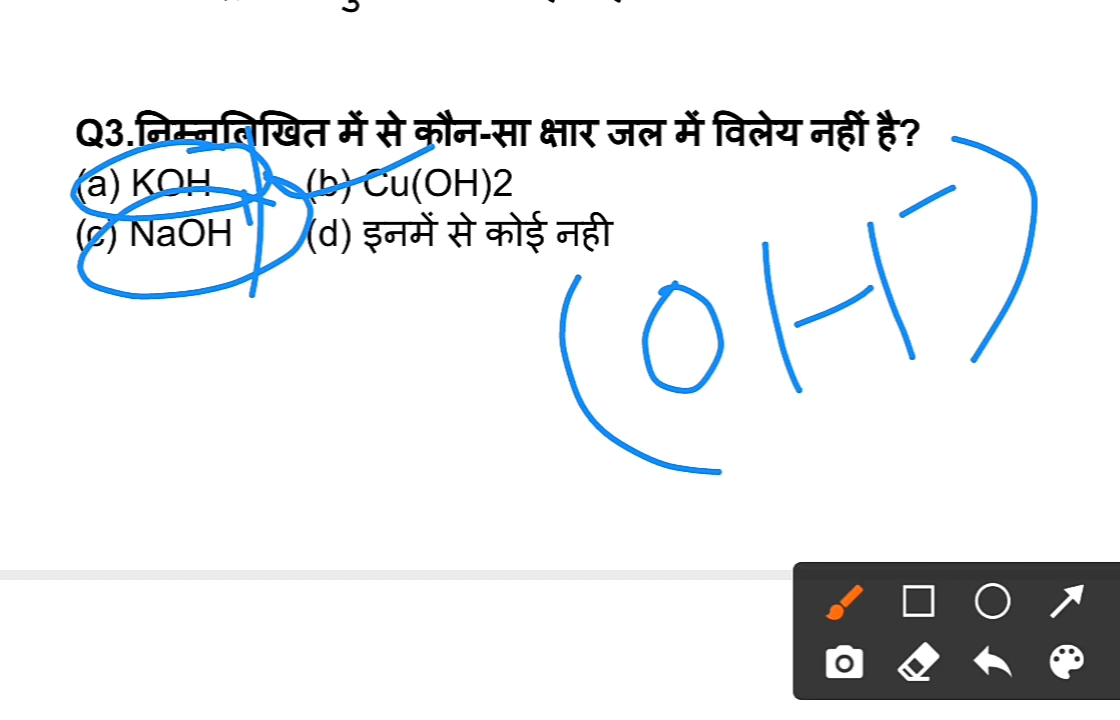 Q3.निम्नलिखित में से कौन-सा क्षार जल में विलेय नहीं है?
(a) KOH (b) Cu(OH)2
(c) NaOH (d) इनमें से कोई नही
(OH-)